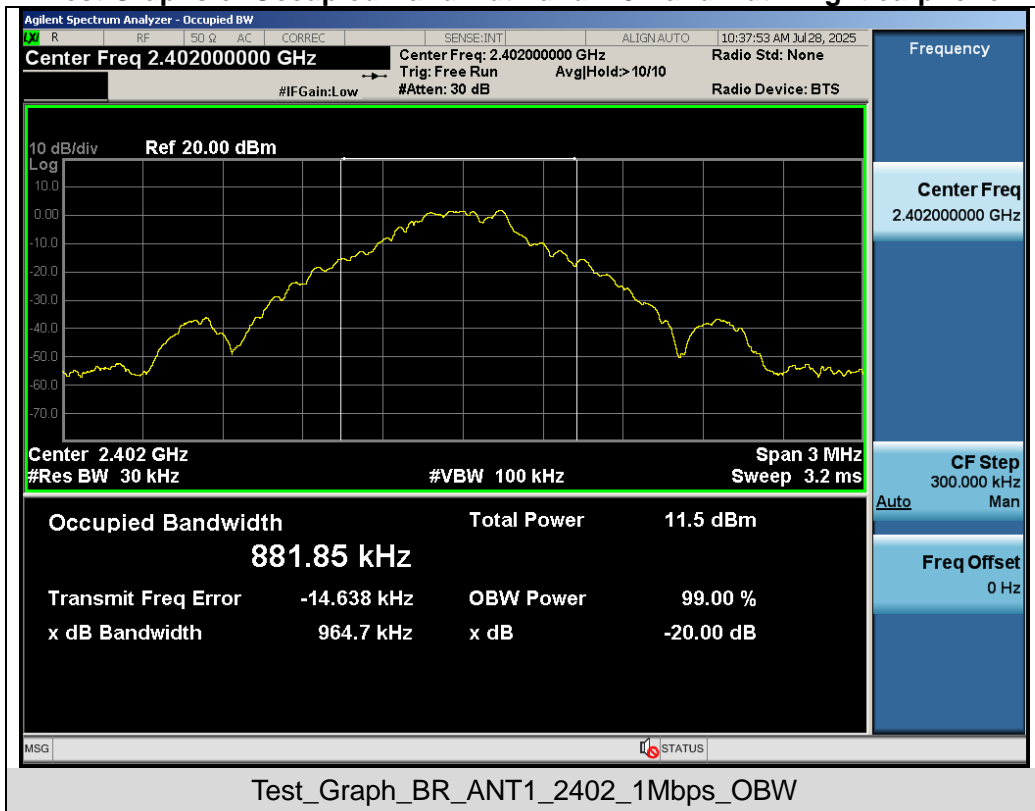 Agilent Spectrum Analyzer - Occupied BW
LXI R RF 50 Ω AC CORREC SENSE:INT ALIGN AUTO 10:37:53 AM Jul 28, 2025
Center Freq 2.402000000 GHz
Center Freq: 2.402000000 GHz
Radio Std: None
Trig: Free Run Avg|Hold:> 10/10
#IFGain:Low
#Atten: 30 dB
Radio Device: BTS
10 dB/div Ref 20.00 dBm
Log
10.0
0.00
-10.0
-20.0
-30.0
-40.0
-50.0
-60.0
-70.0
Center 2.402 GHz
Span 3 MHz
#Res BW 30 kHz
#VBW 100 kHz
Sweep 3.2 ms
Occupied Bandwidth
881.85 kHz
Total Power 11.5 dBm
Transmit Freq Error -14.638 kHz
OBW Power 99.00 %
x dB Bandwidth 964.7 kHz
x dB -20.00 dB
Frequency
Center Freq
2.402000000 GHz
CF Step
300.000 kHz
Auto Man
Freq Offset
0 Hz
MSG
STATUS
Test_Graph_BR_ANT1_2402_1Mbps_OBW